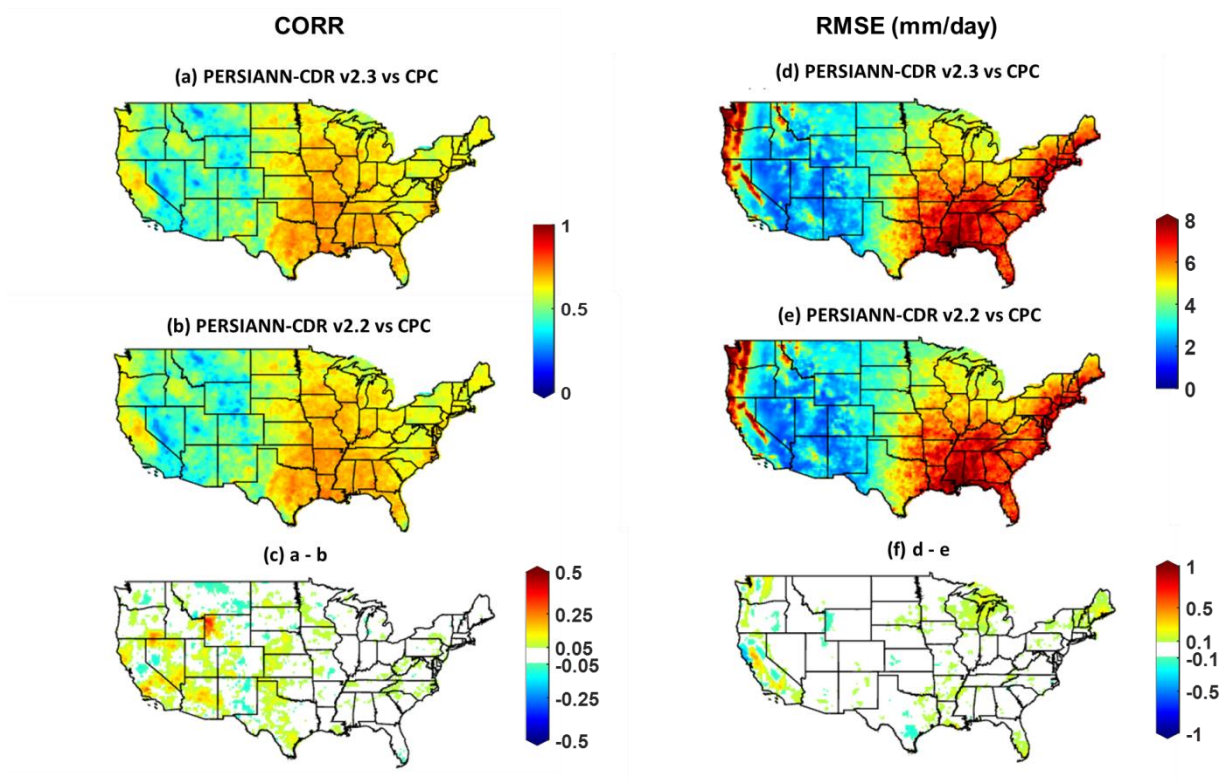 CORR
(a) PERSIANN-CDR v2.3 vs CPC
1
0.5
0
(b) PERSIANN-CDR v2.2 vs CPC
(c) a - b
0.5
0.25
0.05
-0.05
-0.25
-0.5
RMSE (mm/day)
(d) PERSIANN-CDR v2.3 vs CPC
8
6
4
2
0
(e) PERSIANN-CDR v2.2 vs CPC
(f) d - e
1
0.5
0.1
-0.1
-0.5
-1